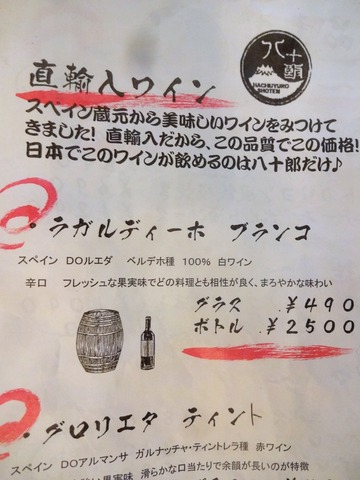 八十郎
HACHIJYURO
SHOTEN
直輸入ワイン
スペイン蔵元から美味しいワインをみつけて
きました! 直輸入だから、この品質でこの価格!
日本でこのワインが飲めるのは八十郎だけ♪
・ラガルディーホ ブランコ
スペイン DOルエダ ベルデホ種 100% 白ワイン
辛口 フレッシュな果実味でどの料理とも相性が良く、まろやかな味わい
グラス ¥490
ボトル ¥2500
・グロリエタ ティント
スペイン DOアルマンサ ガルナッチャ・ティントレラ種 赤ワイン
果実味 滑らかな口当たりで余韻が長いのが特徴